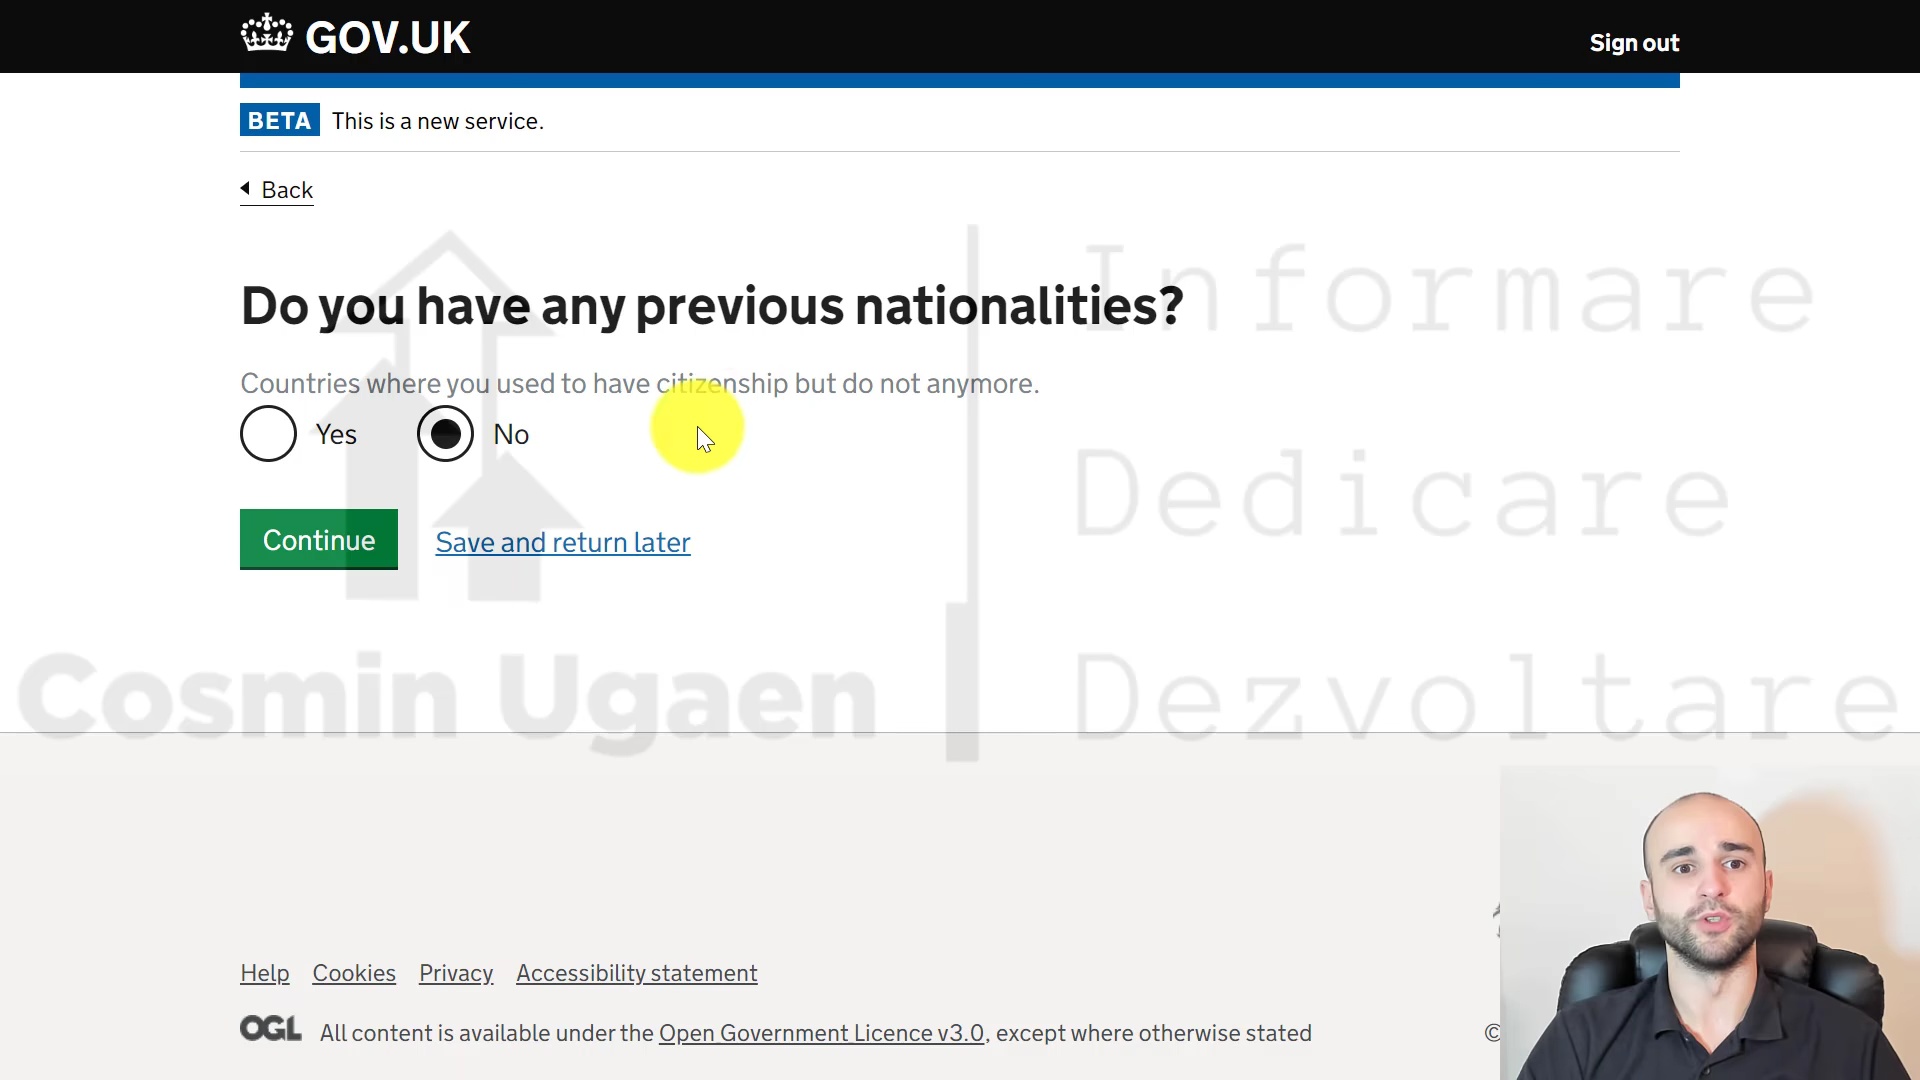 GOV.UK
Sign out
BETA This is a new service.
Back
Do you have any previous nationalities?
Countries where you used to have citizenship but do not anymore.
Yes No
Continue Save and return later
Informare
Dedicare
Dezvoltare
Cosmin Ugaen
Help Cookies Privacy Accessibility statement
OGL All content is available under the Open Government Licence v3.0, except where otherwise stated
©